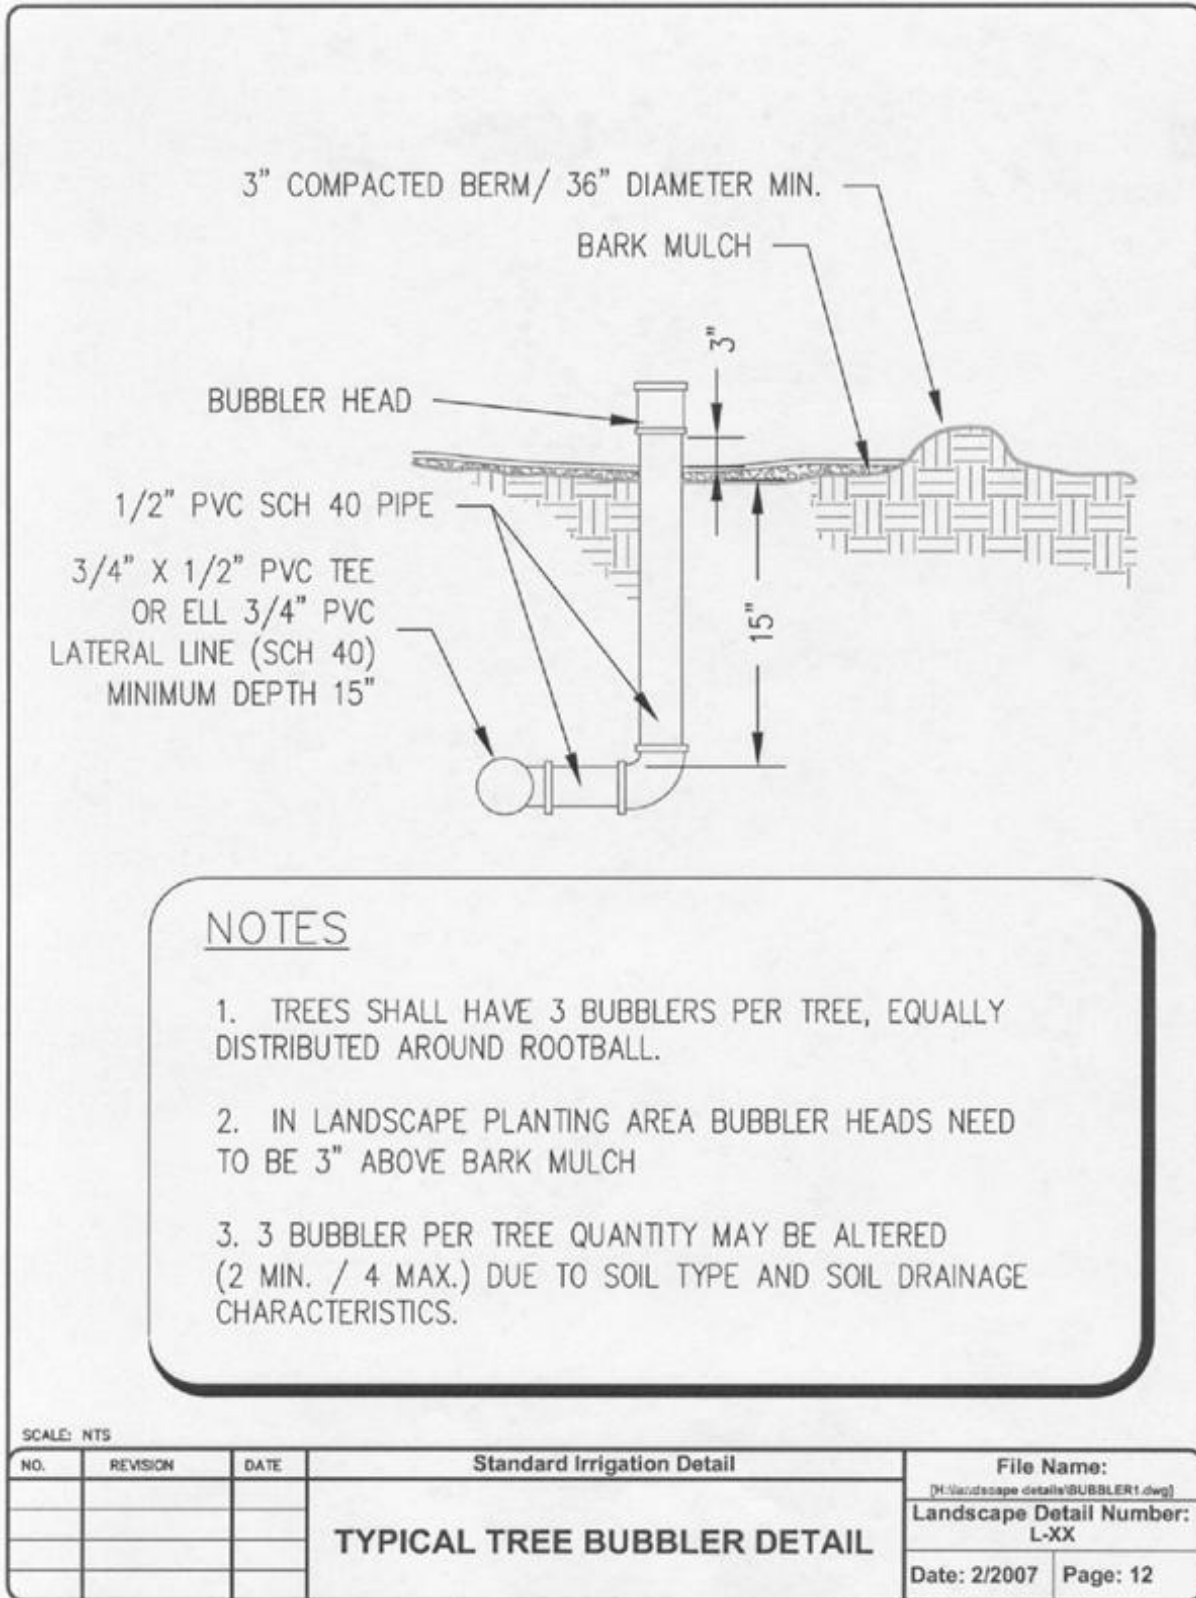 3" COMPACTED BERM/ 36" DIAMETER MIN.
BARK MULCH
3"
BUBBLER HEAD
1/2" PVC SCH 40 PIPE
3/4" X 1/2" PVC TEE
OR ELL 3/4" PVC
LATERAL LINE (SCH 40)
MINIMUM DEPTH 15"
15"
NOTES
1. TREES SHALL HAVE 3 BUBBLERS PER TREE, EQUALLY
DISTRIBUTED AROUND ROOTBALL.
2. IN LANDSCAPE PLANTING AREA BUBBLER HEADS NEED
TO BE 3" ABOVE BARK MULCH
3. 3 BUBBLER PER TREE QUANTITY MAY BE ALTERED
(2 MIN. / 4 MAX.) DUE TO SOIL TYPE AND SOIL DRAINAGE
CHARACTERISTICS.
SCALE: NTS
NO. REVISION DATE
Standard Irrigation Detail
TYPICAL TREE BUBBLER DETAIL
File Name:
[H:\landscape details\BUBBLER1.dwg]
Landscape Detail Number:
L-XX
Date: 2/2007 Page: 12